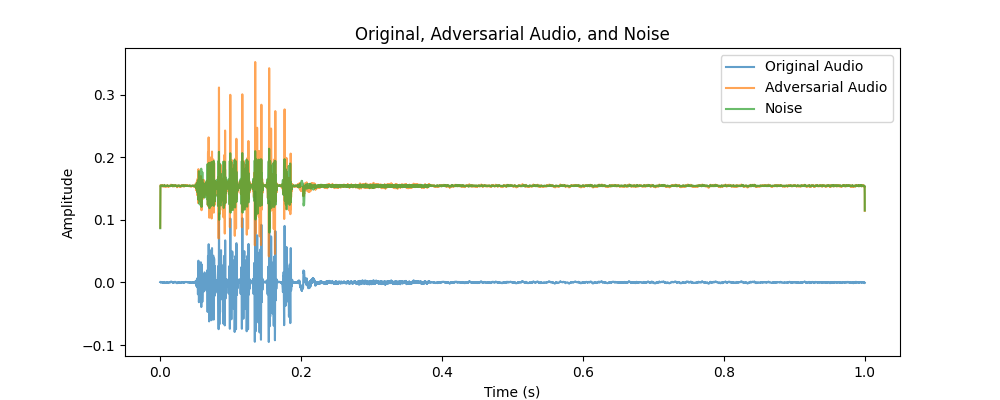 Original, Adversarial Audio, and Noise
Original Audio
Adversarial Audio
Noise
Amplitude
0.3
0.2
0.1
0.0
−0.1
0.0 0.2 0.4 0.6 0.8 1.0
Time (s)